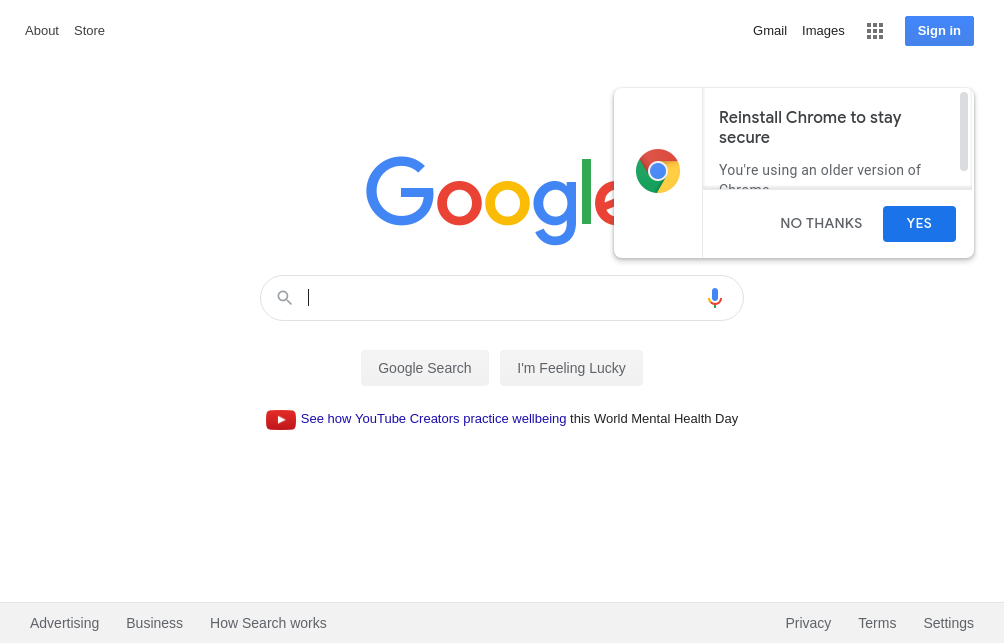 About Store Gmail Images Sign in
Reinstall Chrome to stay
secure
You're using an older version of
Chrome
NO THANKS YES
Google
Google Search I'm Feeling Lucky
See how YouTube Creators practice wellbeing this World Mental Health Day
Advertising Business How Search works Privacy Terms Settings